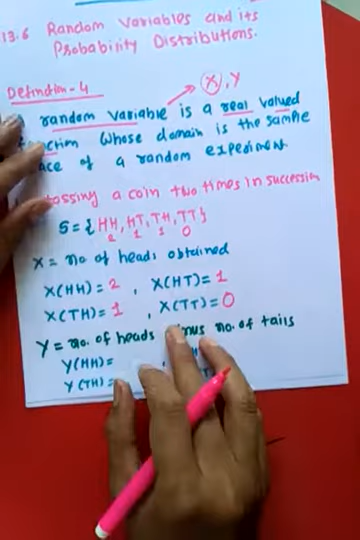 13.6 Random Variables and its
Probability Distributions.
Definition-4
X, Y
random variable is a real valued
function whose domain is the sample
of a random experiment
tossing a coin two times in succession
S = {HH, HT, TH, TT}
2 1 1 0
X = no of heads obtained
X(HH) = 2 , X(HT) = 1
X(TH) = 1 , X(TT) = 0
Y = no. of heads no. of tails
Y(HH) =
Y(TH) =